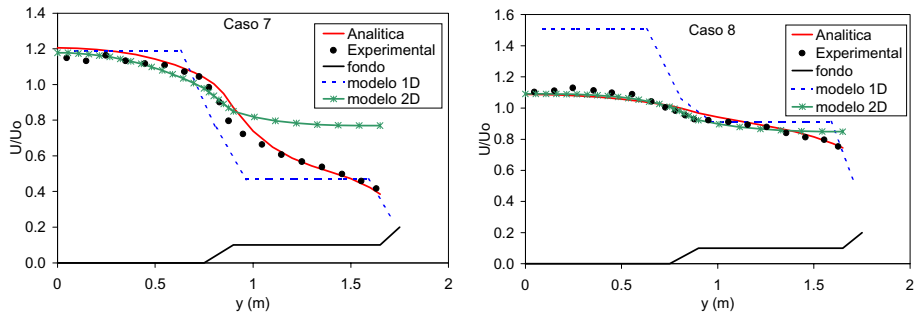 Caso 7
U/Uo
1.4
1.2
1.0
0.8
0.6
0.4
0.2
0.0
0
0.5
1
1.5
2
y (m)
Analitica
Experimental
fondo
modelo 1D
modelo 2D
Caso 8
U/Uo
1.6
1.4
1.2
1.0
0.8
0.6
0.4
0.2
0.0
0
0.5
1
1.5
2
y (m)
Analitica
Experimental
fondo
modelo 1D
modelo 2D